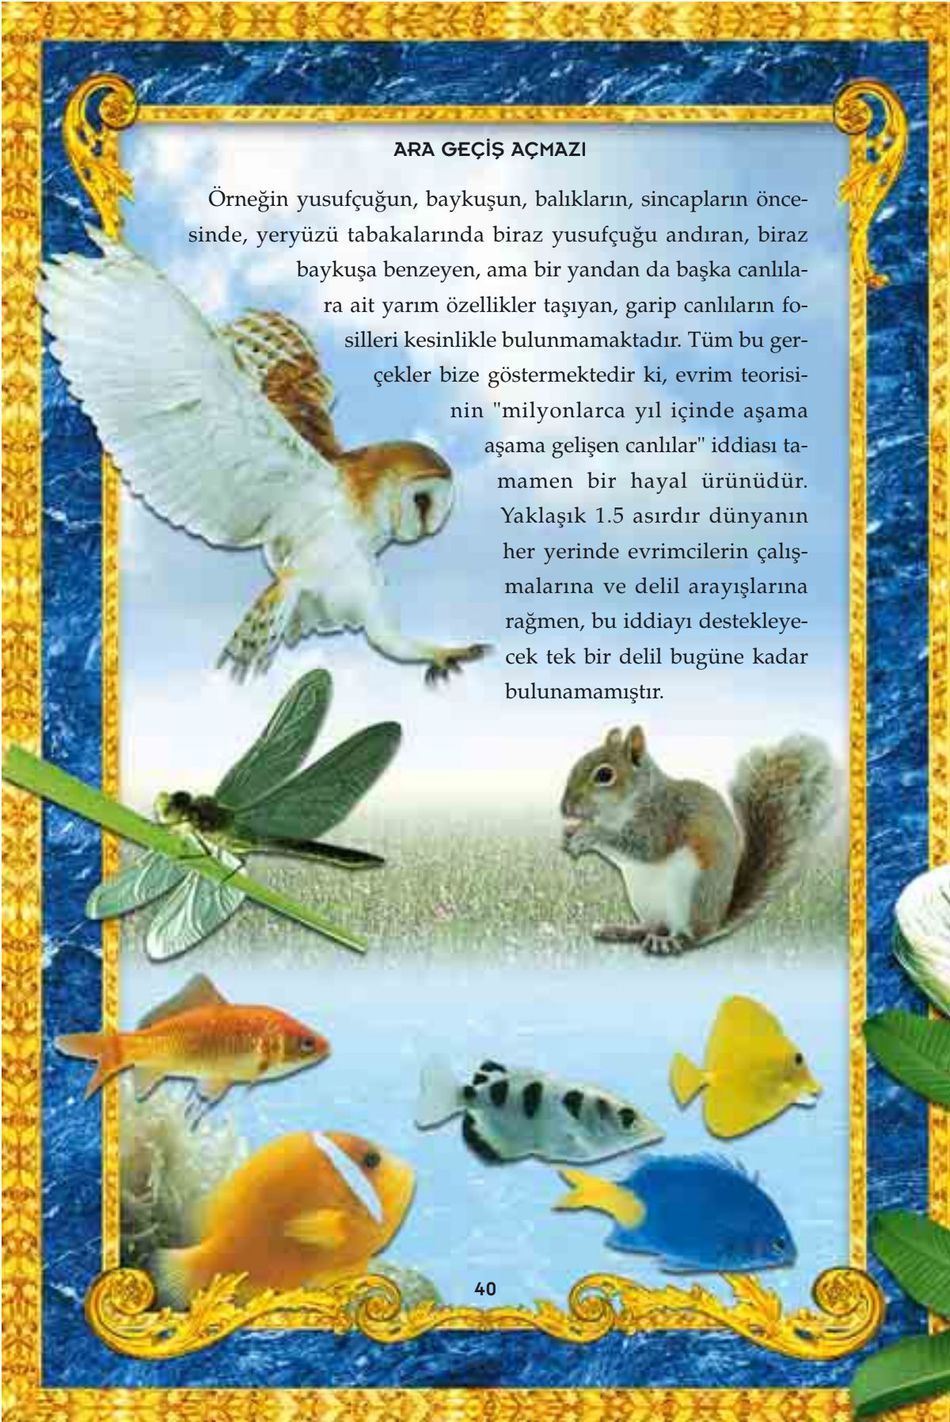 ARA GEÇİŞ AÇMAZI
Örneğin yusufçuğun, baykuşun, balıkların, sincapların önce-
sinde, yeryüzü tabakalarında biraz yusufçuğu andıran, biraz
baykuşa benzeyen, ama bir yandan da başka canlıla-
ra ait yarım özellikler taşıyan, garip canlıların fo-
silleri kesinlikle bulunmamaktadır. Tüm bu ger-
çekler bize göstermektedir ki, evrim teorisi-
nin "milyonlarca yıl içinde aşama
aşama gelişen canlılar" iddiası ta-
mamen bir hayal ürünüdür.
Yaklaşık 1.5 asırdır dünyanın
her yerinde evrimcilerin çalış-
malarına ve delil arayışlarına
rağmen, bu iddiayı destekleye-
cek tek bir delil bugüne kadar
bulunamamıştır.
40